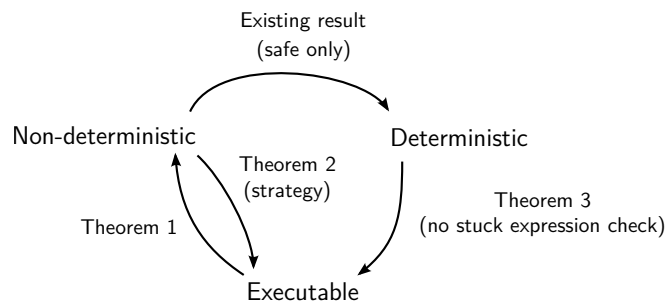 Existing result
(safe only)
Non-deterministic
Deterministic
Theorem 2
(strategy)
Theorem 3
(no stuck expression check)
Theorem 1
Executable